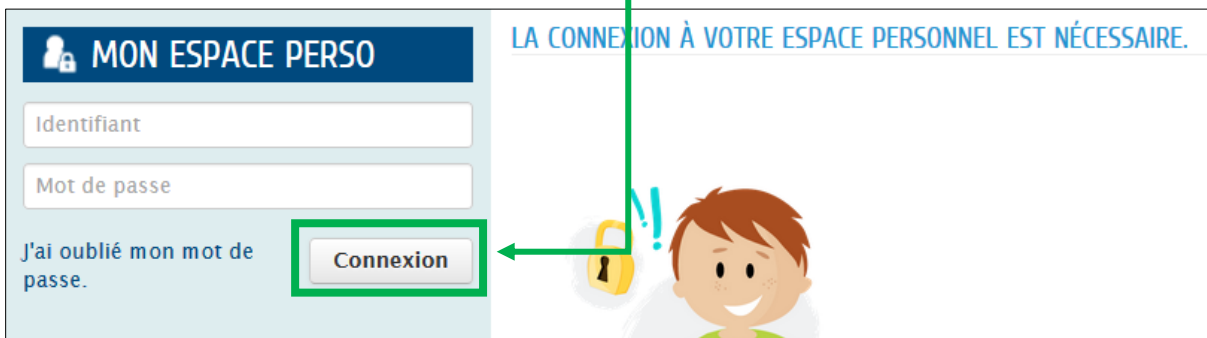 MON ESPACE PERSO
Identifiant
Mot de passe
J'ai oublié mon mot de
passe.
Connexion
LA CONNEXION À VOTRE ESPACE PERSONNEL EST NÉCESSAIRE.
!!